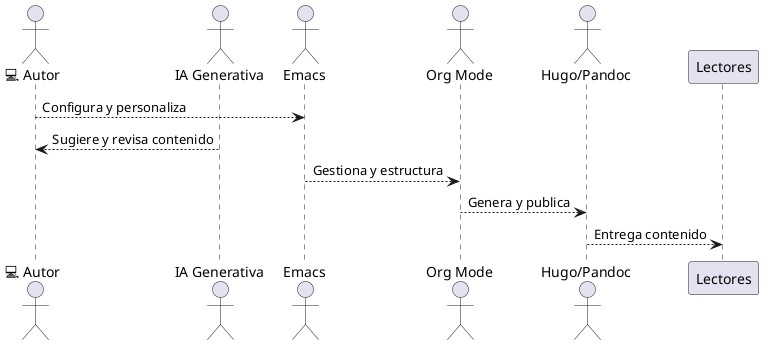 💻 Autor
IA Generativa
Emacs
Org Mode
Hugo/Pandoc
Lectores
Configura y personaliza
Sugiere y revisa contenido
Gestiona y estructura
Genera y publica
Entrega contenido
💻 Autor
IA Generativa
Emacs
Org Mode
Hugo/Pandoc
Lectores